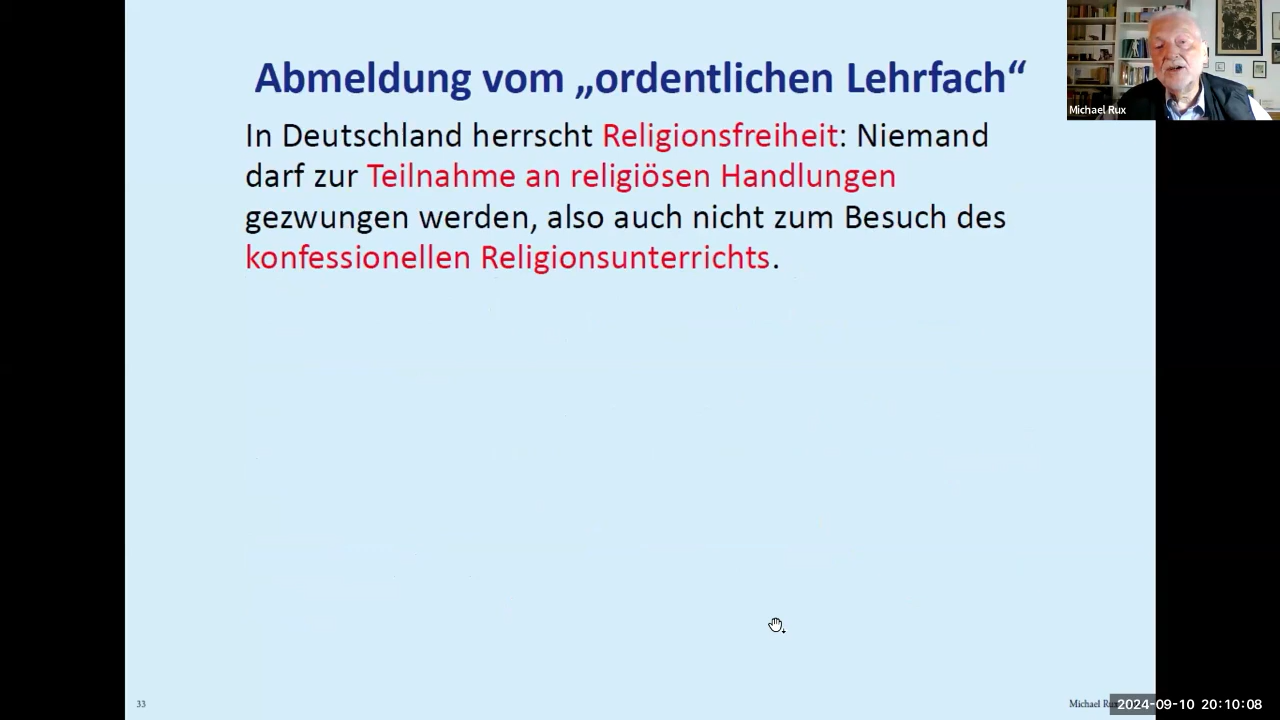 Abmeldung vom „ordentlichen Lehrfach“
In Deutschland herrscht Religionsfreiheit: Niemand
darf zur Teilnahme an religiösen Handlungen
gezwungen werden, also auch nicht zum Besuch des
konfessionellen Religionsunterrichts.
Michael Rux
33
Michael
2024-09-10 20:10:08